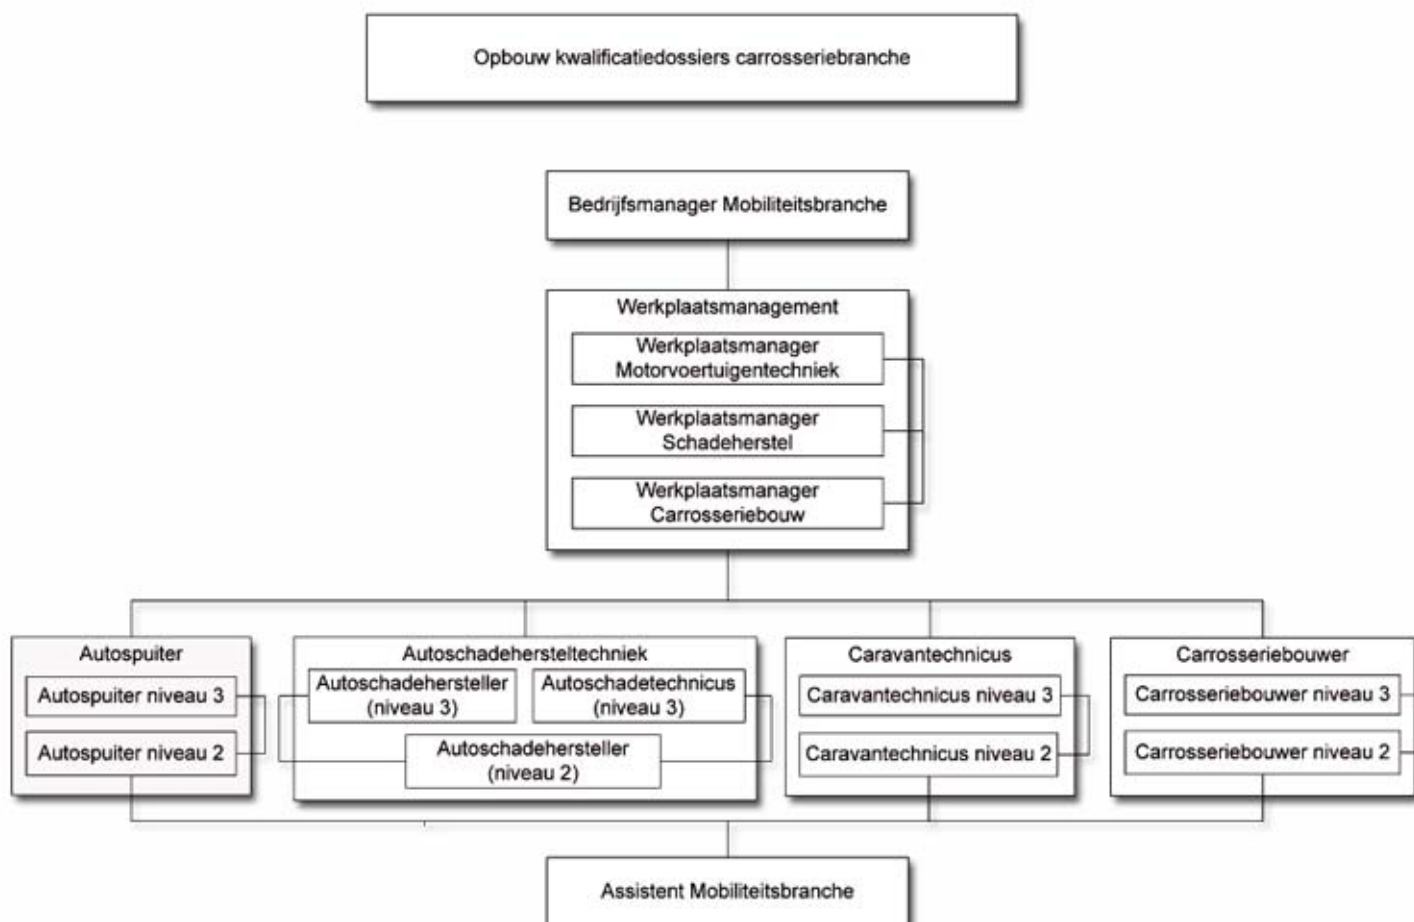 Opbouw kwalificatiedossiers carrosseriebranche
Bedrijfsmanager Mobiliteitsbranche
Werkplaatsmanagement
Werkplaatsmanager
Motorvoertuigentechniek
Werkplaatsmanager
Schadeherstel
Werkplaatsmanager
Carrosseriebouw
Autospuiter
Autospuiter niveau 3
Autospuiter niveau 2
Autoschadehersteltechniek
Autoschadehersteller
(niveau 3)
Autoschadetechnicus
(niveau 3)
Autoschadehersteller
(niveau 2)
Caravantechnicus
Caravantechnicus niveau 3
Caravantechnicus niveau 2
Carrosseriebouwer
Carrosseriebouwer niveau 3
Carrosseriebouwer niveau 2
Assistent Mobiliteitsbranche